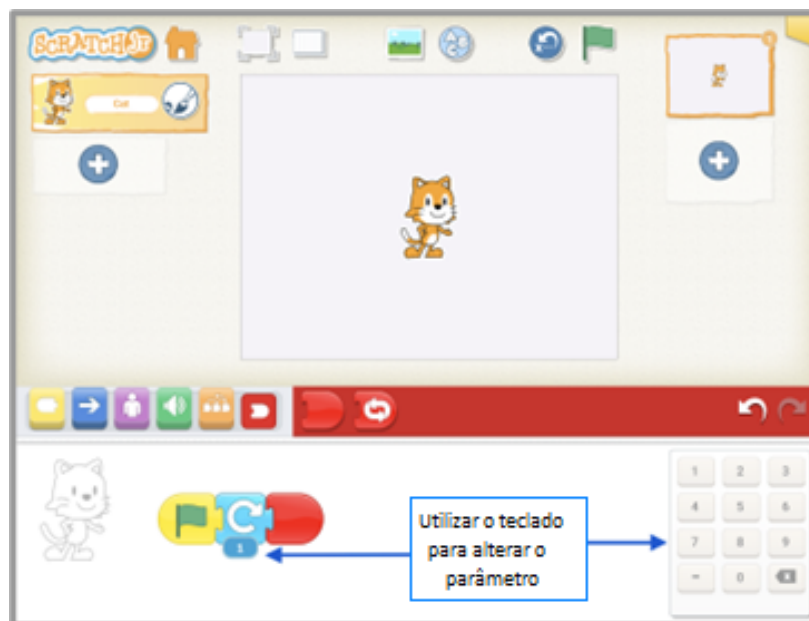 SCRATCHJr
Cat
1
Utilizar o teclado
para alterar o
parâmetro
1 2 3
4 5 6
7 8 9
- 0